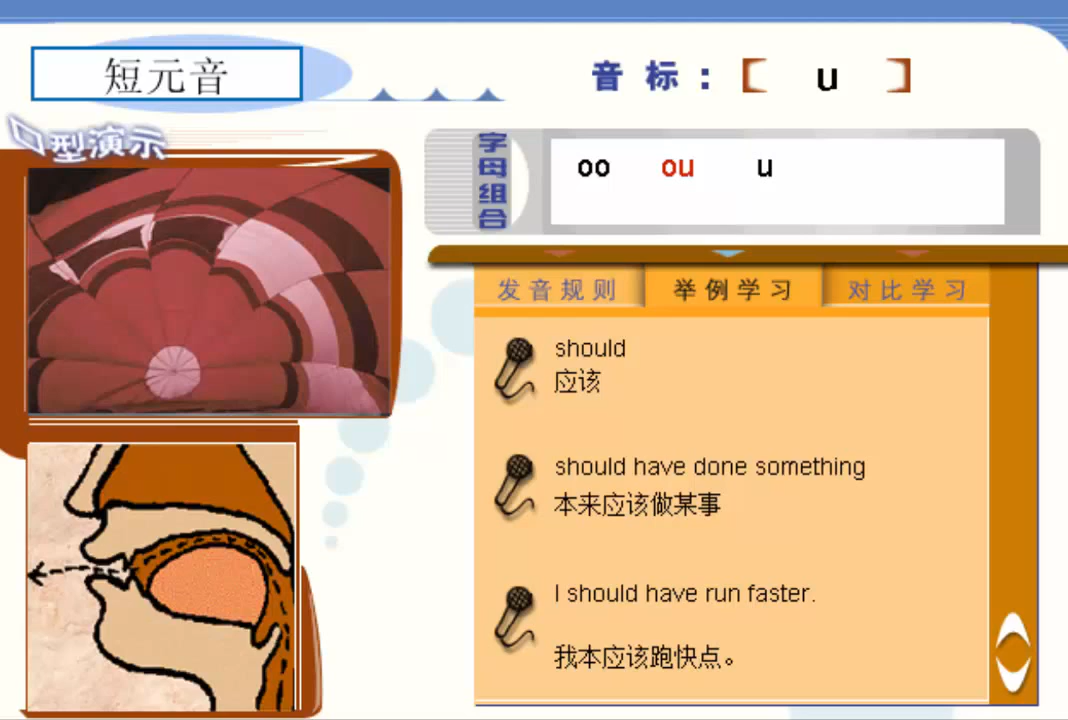 短元音
音标：[ u ]
口型演示
字母组合
oo ou u
发音规则 举例学习 对比学习
should
应该
should have done something
本来应该做某事
I should have run faster.
我本应该跑快点。